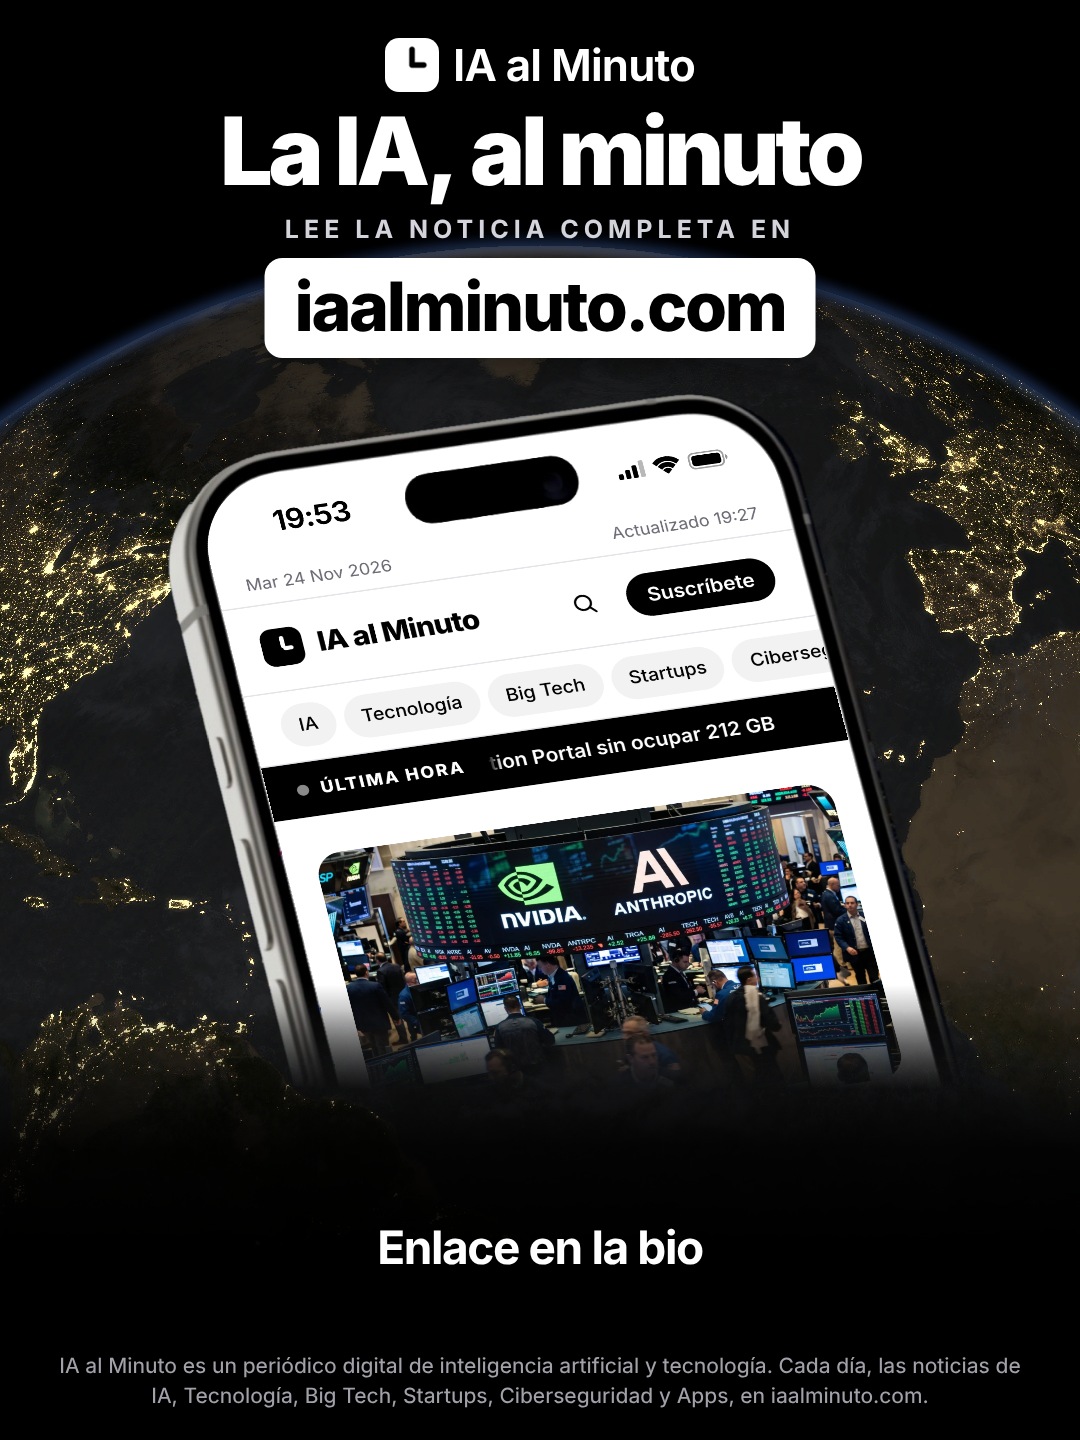 IA al Minuto
La IA, al minuto
LEE LA NOTICIA COMPLETA EN
iaalminuto.com
19:53
Mar 24 Nov 2026
Actualizado 19:27
IA al Minuto
Suscríbete
IA
Tecnología
Big Tech
Startups
Ciberseg
ÚLTIMA HORA
tion Portal sin ocupar 212 GB
NVIDIA.
AI
ANTHROPIC
Enlace en la bio
IA al Minuto es un periódico digital de inteligencia artificial y tecnología. Cada día, las noticias de
IA, Tecnología, Big Tech, Startups, Ciberseguridad y Apps, en iaalminuto.com.